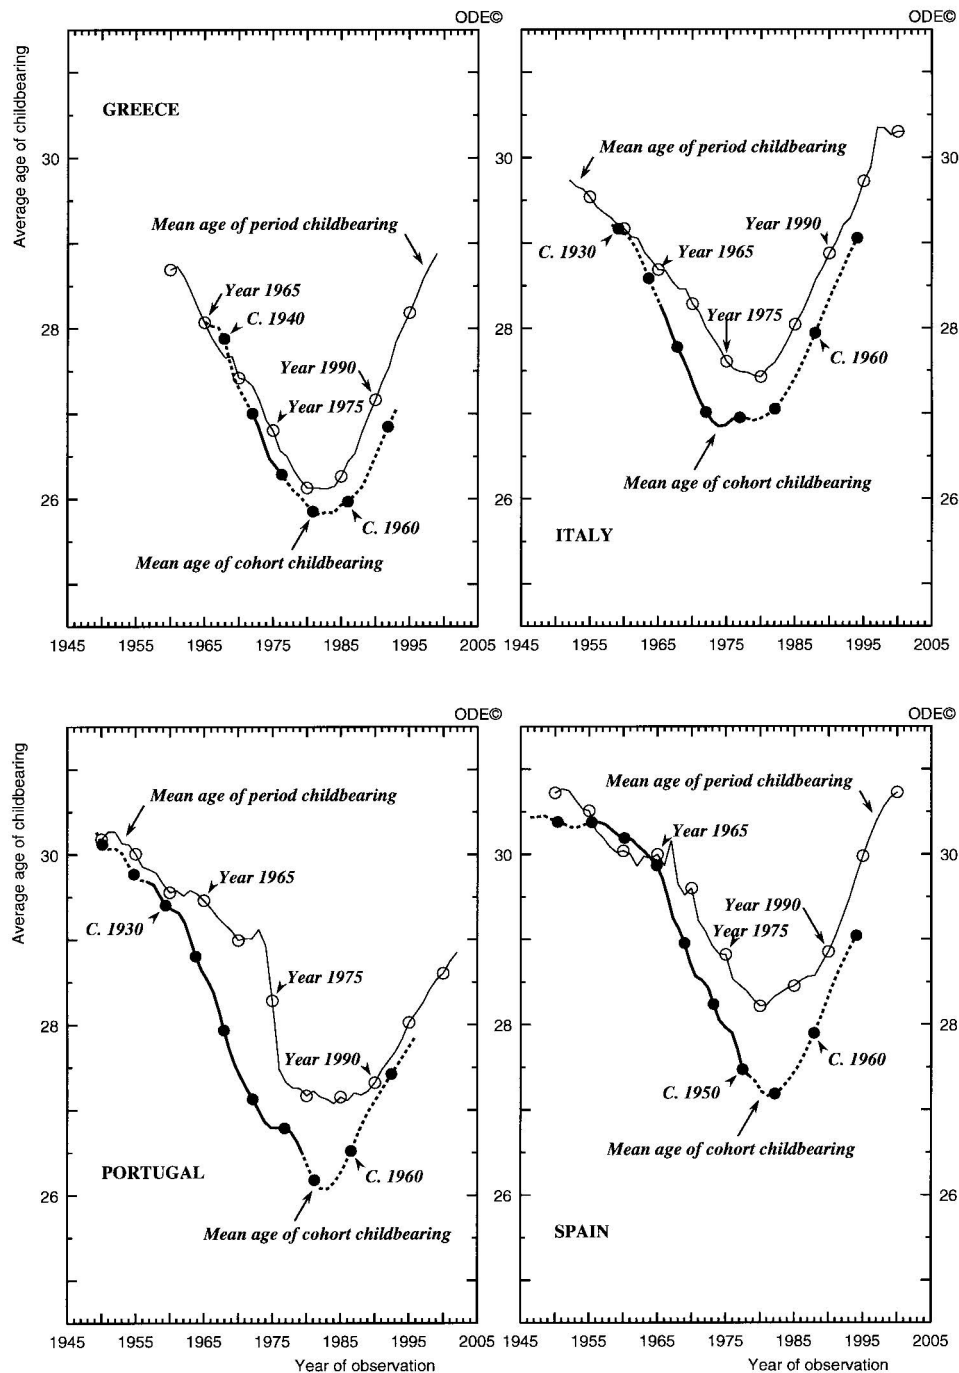 ODE©
Average age of childbearing
GREECE
30
28
26
Mean age of period childbearing
Year 1965
C. 1940
Year 1990
Year 1975
C. 1960
Mean age of cohort childbearing
1945 1955 1965 1975 1985 1995 2005
ODE©
30
28
26
Mean age of period childbearing
Year 1990
C. 1930
Year 1965
Year 1975
C. 1960
Mean age of cohort childbearing
ITALY
1945 1955 1965 1975 1985 1995 2005
ODE©
Average age of childbearing
30
28
26
Mean age of period childbearing
Year 1965
C. 1930
Year 1975
Year 1990
C. 1960
PORTUGAL
Mean age of cohort childbearing
1945 1955 1965 1975 1985 1995 2005
Year of observation
ODE©
30
28
26
Mean age of period childbearing
Year 1965
Year 1990
Year 1975
C. 1960
C. 1950
Mean age of cohort childbearing
SPAIN
1945 1955 1965 1975 1985 1995 2005
Year of observation